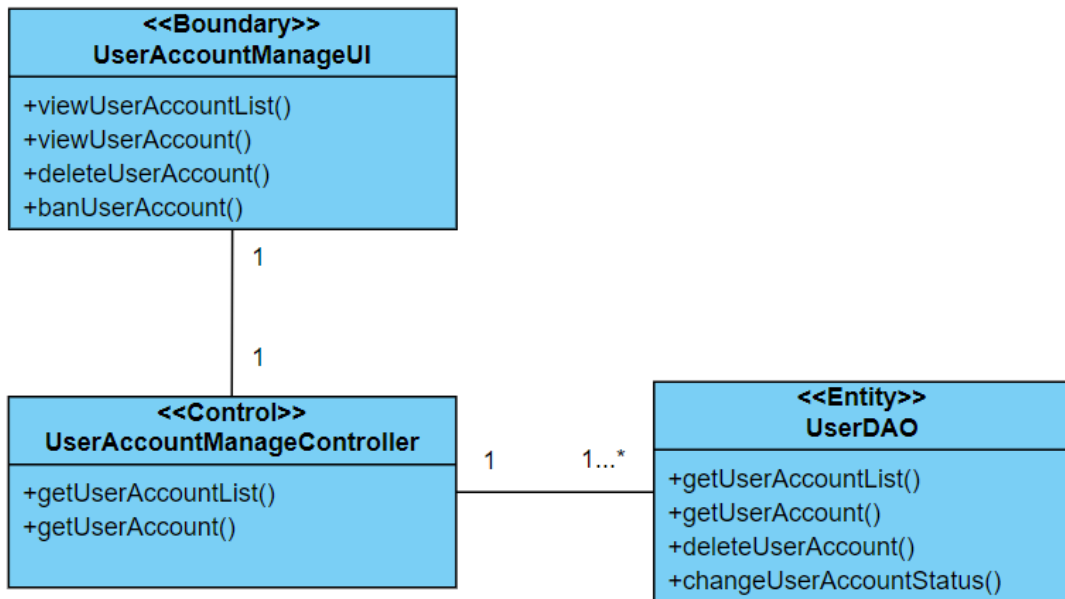 <<Boundary>>
UserAccountManageUI
+viewUserAccountList()
+viewUserAccount()
+deleteUserAccount()
+banUserAccount()
1
1
<<Control>>
UserAccountManageController
+getUserAccountList()
+getUserAccount()
1
1...*
<<Entity>>
UserDAO
+getUserAccountList()
+getUserAccount()
+deleteUserAccount()
+changeUserAccountStatus()